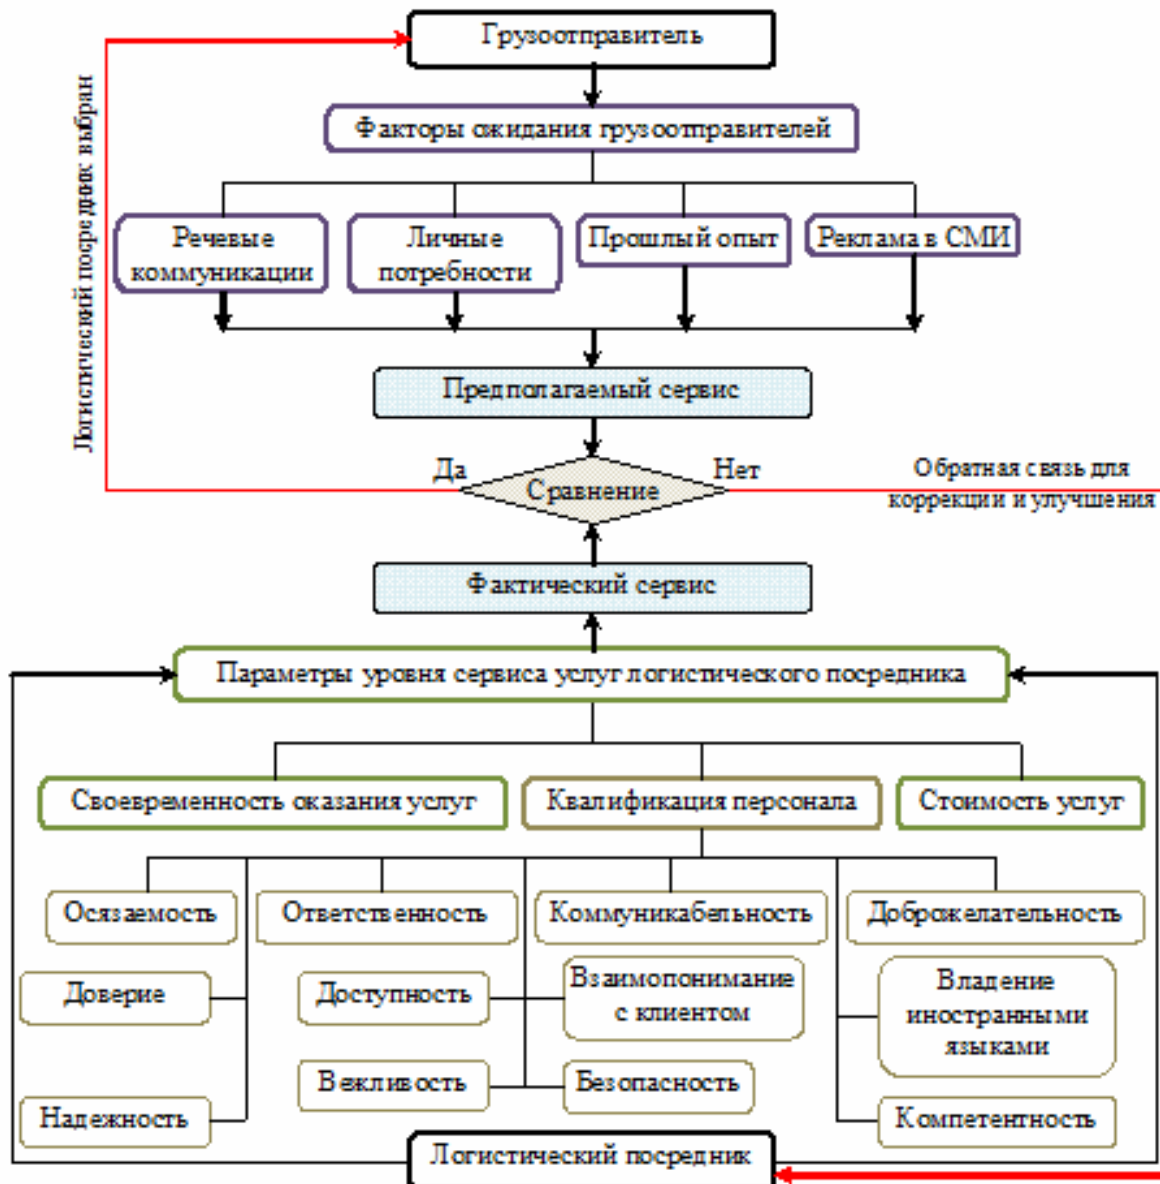 Грузоотправитель
Логистический посредник выбран
Факторы ожидания грузоотправителей
Речевые
коммуникации
Личные
потребности
Прошлый опыт
Реклама в СМИ
Предполагаемый сервис
Да
Сравнение
Нет
Обратная связь для
коррекции и улучшения
Фактический сервис
Параметры уровня сервиса услуг логистического посредника
Своевременность оказания услуг
Квалификация персонала
Стоимость услуг
Осязаемость
Ответственность
Коммуникабельность
Доброжелательность
Доверие
Доступность
Взаимопонимание
с клиентом
Владение
иностранными
языками
Вежливость
Безопасность
Надежность
Компетентность
Логистический посредник